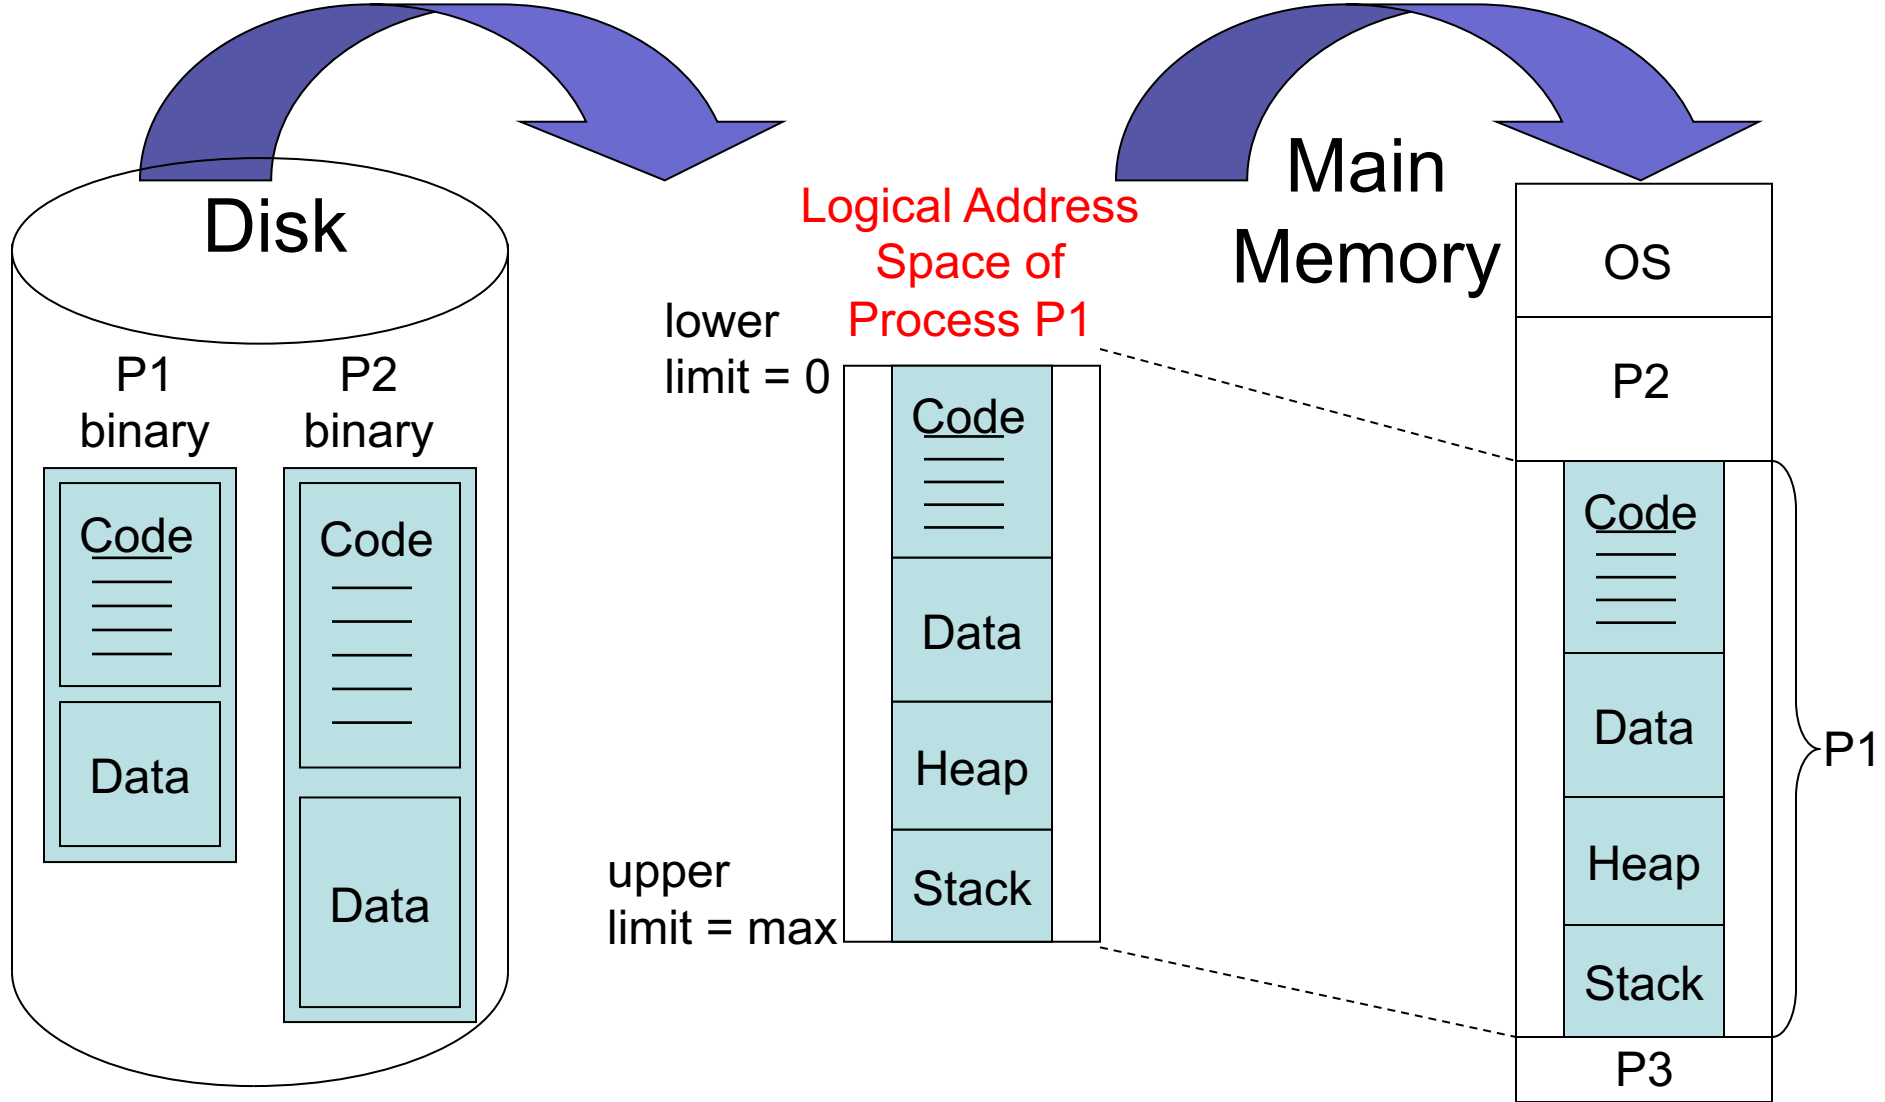 Disk
P1
binary
Code
Data
P2
binary
Code
Data
Logical Address
Space of
Process P1
lower
limit = 0
upper
limit = max
Code
Data
Heap
Stack
Main
Memory
OS
P2
Code
Data
Heap
Stack
P1
P3